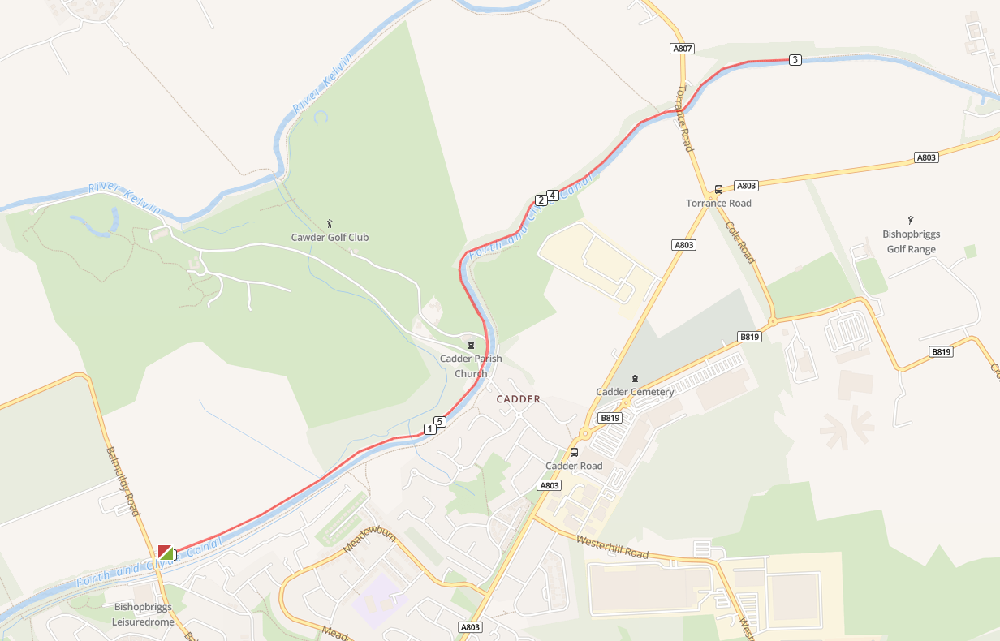 River Kelvin
A807
3
Torrance Road
A803
River Kelvin
A803
2
4
Forth and Clyde Canal
Torrance Road
Cawder Golf Club
Cole Road
Bishopbriggs
Golf Range
A803
B819
B819
Cadder Parish
Church
Cadder Cemetery
CADDER
B819
1
5
Balmuildy Road
Cadder Road
A803
Meadowburn
Westerhill Road
Forth and Clyde Canal
Bishopbriggs
Leisuredrome
A803